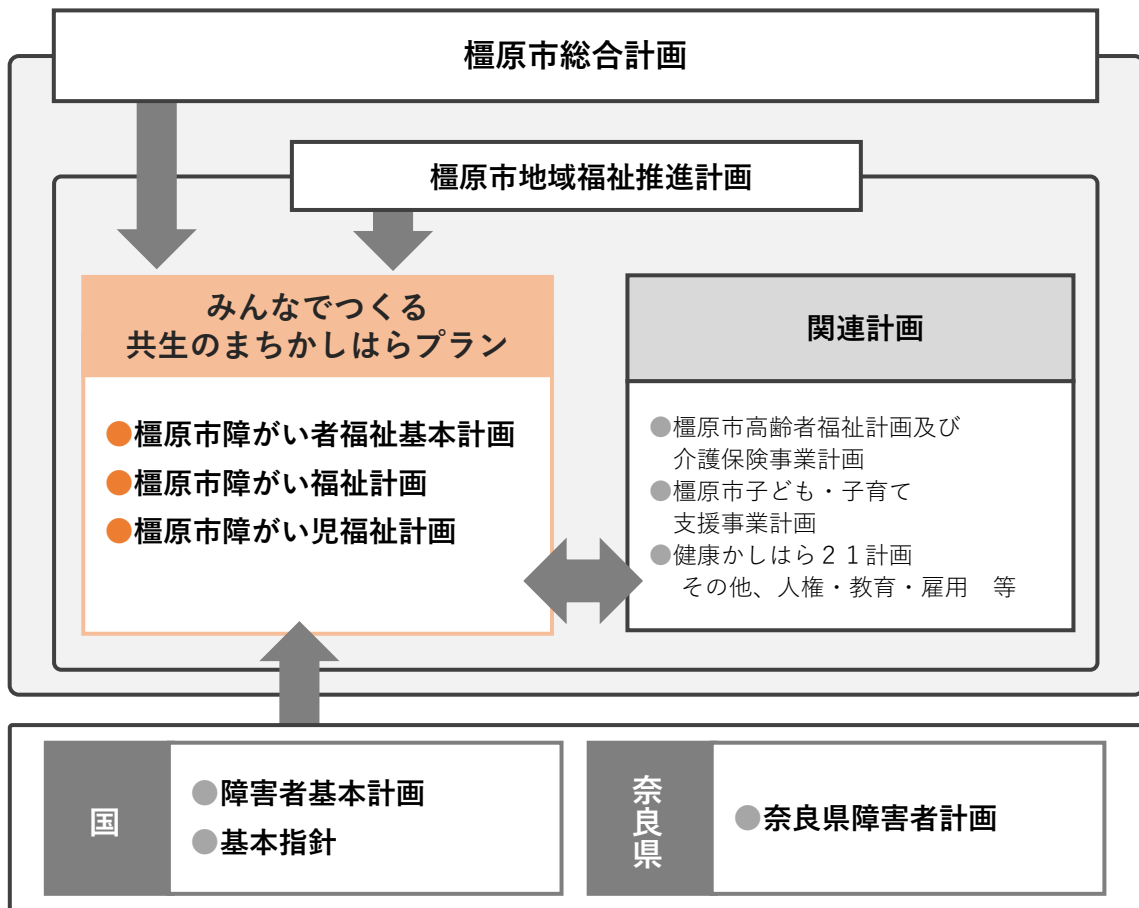 橿原市総合計画
橿原市地域福祉推進計画
みんなでつくる
共生のまちかしはらプラン
●橿原市障がい者福祉基本計画
●橿原市障がい福祉計画
●橿原市障がい児福祉計画
関連計画
●橿原市高齢者福祉計画及び
介護保険事業計画
●橿原市子ども・子育て
支援事業計画
●健康かしはら２１計画
その他、人権・教育・雇用　等
国
●障害者基本計画
●基本指針
奈良県
●奈良県障害者計画